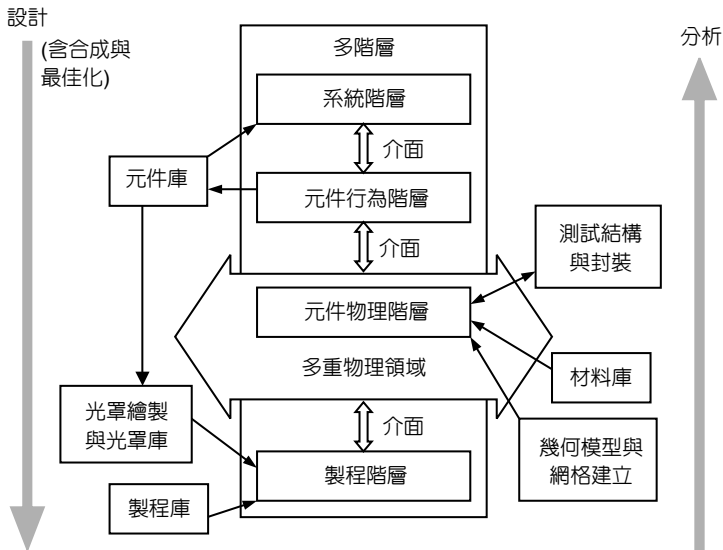 設計
(含合成與
最佳化)
多階層
分析
系統階層
介面
元件庫
元件行為階層
介面
測試結構
與封裝
元件物理階層
多重物理領域
材料庫
光罩繪製
與光罩庫
介面
幾何模型與
網格建立
製程階層
製程庫